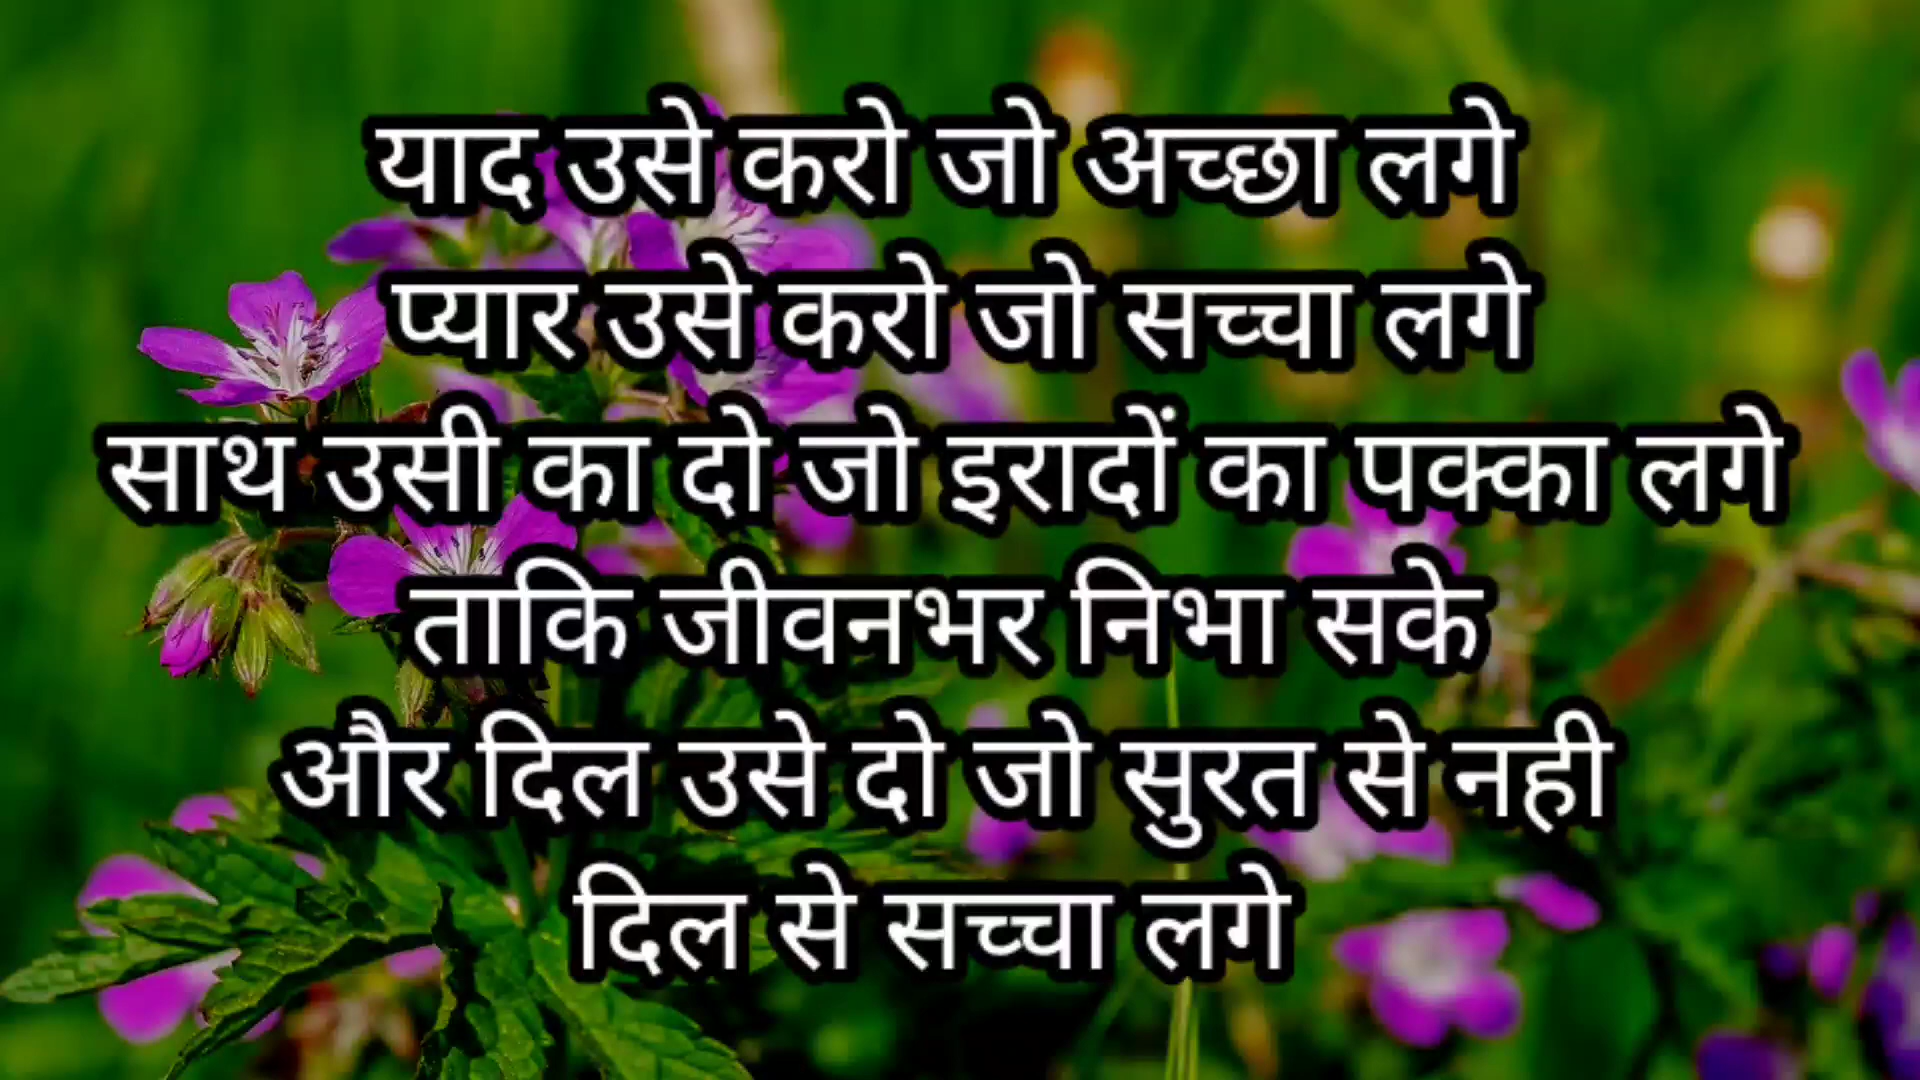 याद उसे करो जो अच्छा लगे
प्यार उसे करो जो सच्चा लगे
साथ उसी का दो जो इरादों का पक्का लगे
ताकि जीवनभर निभा सके
और दिल उसे दो जो सुरत से नही
दिल से सच्चा लगे